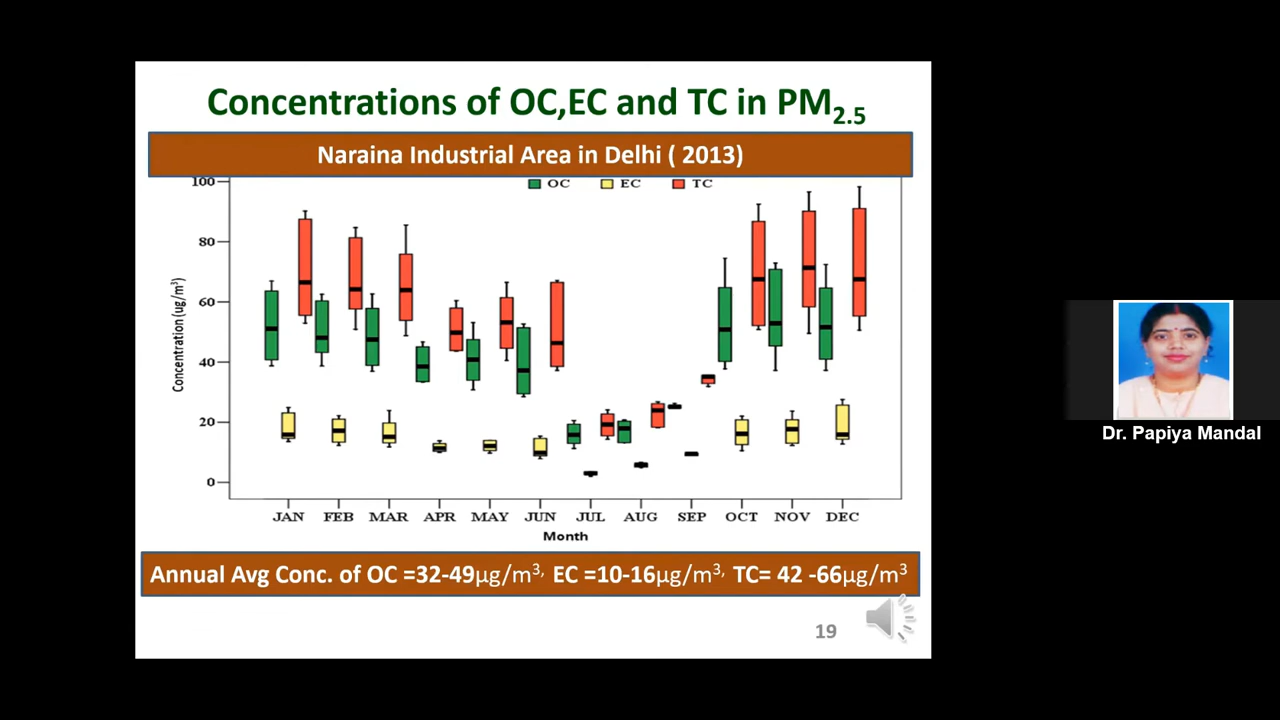 Concentrations of OC,EC and TC in PM2.5
Naraina Industrial Area in Delhi ( 2013)
OC EC TC
100
80
60
40
20
0
Concentration (ug/m³)
JAN FEB MAR APR MAY JUN JUL AUG SEP OCT NOV DEC
Month
Annual Avg Conc. of OC =32-49µg/m³, EC =10-16µg/m³, TC= 42 -66µg/m³
19
Dr. Papiya Mandal